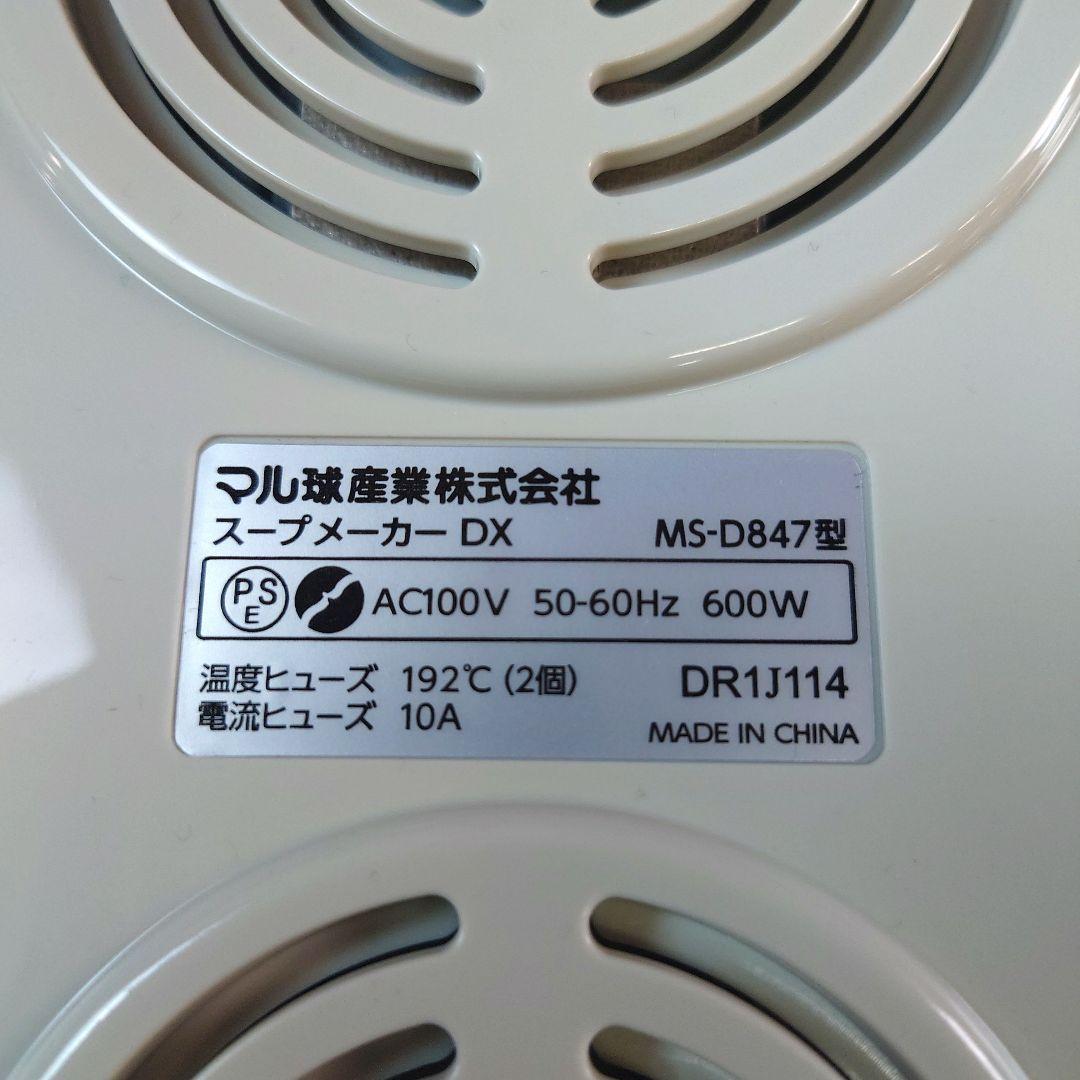 マル球産業株式会社
スープメーカー DX MS-D847型
PSE AC100V 50-60Hz 600W
温度ヒューズ 192℃ (2個) DR1J114
電流ヒューズ 10A
MADE IN CHINA